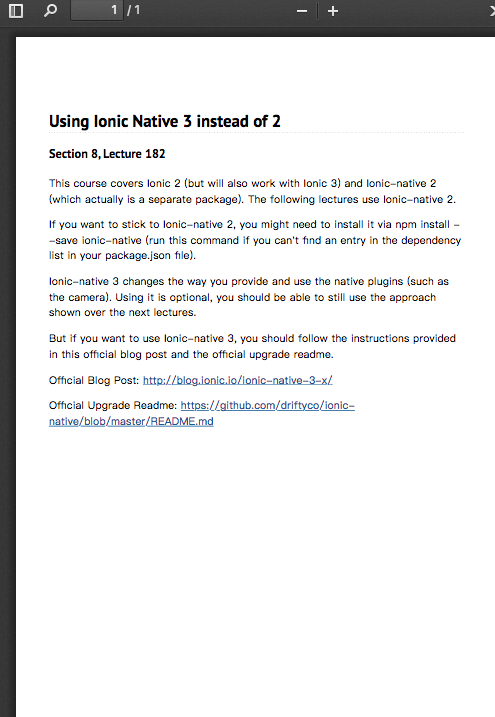 1 / 1
Using Ionic Native 3 instead of 2
Section 8, Lecture 182
This course covers Ionic 2 (but will also work with Ionic 3) and Ionic-native 2
(which actually is a separate package). The following lectures use Ionic-native 2.
If you want to stick to Ionic-native 2, you might need to install it via npm install -
-save ionic-native (run this command if you can't find an entry in the dependency
list in your package.json file).
Ionic-native 3 changes the way you provide and use the native plugins (such as
the camera). Using it is optional, you should be able to still use the approach
shown over the next lectures.
But if you want to use Ionic-native 3, you should follow the instructions provided
in this official blog post and the official upgrade readme.
Official Blog Post: http://blog.ionic.io/ionic-native-3-x/
Official Upgrade Readme: https://github.com/driftyco/ionic-
native/blob/master/README.md